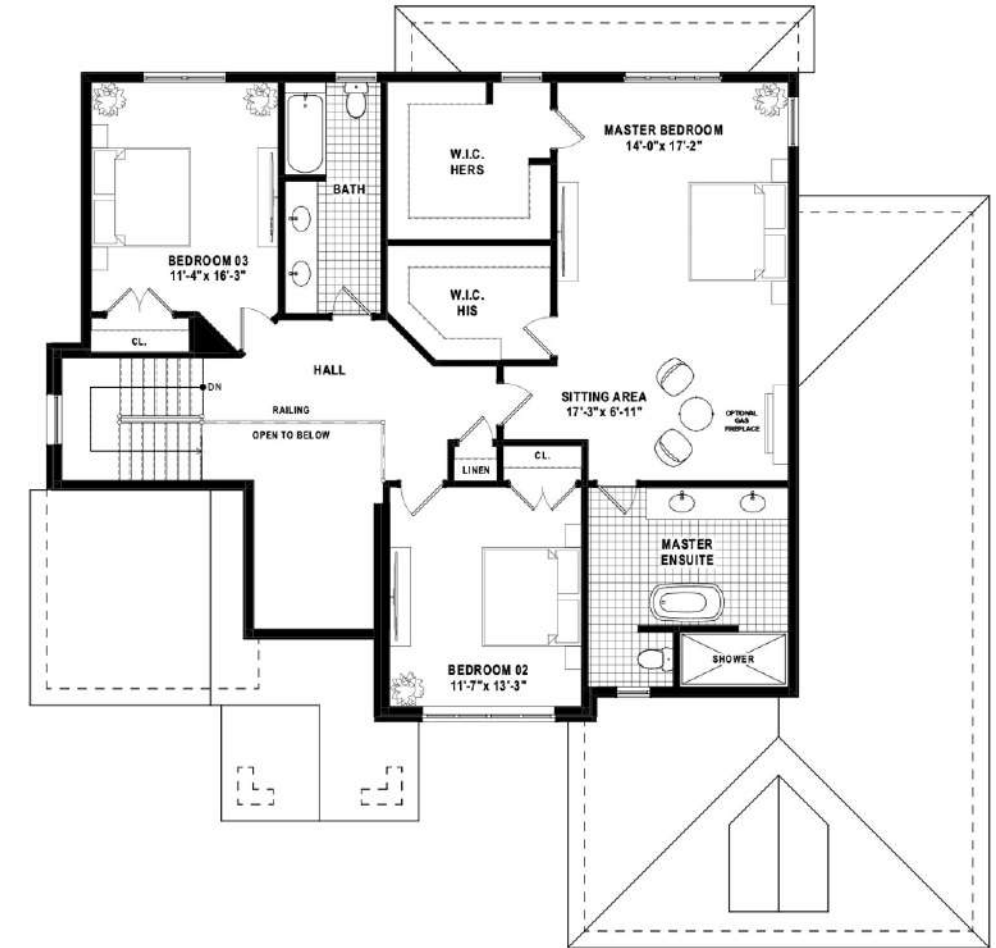 MASTER BEDROOM
14'-0"x 17'-2"
W.I.C.
HERS
BATH
BEDROOM 03
11'-4"x 16'-3"
W.I.C.
HIS
CL.
HALL
DN
RAILING
OPEN TO BELOW
SITTING AREA
17'-3"x 6'-11"
OPTIONAL
GAS
FIREPLACE
LINEN
CL.
MASTER
ENSUITE
SHOWER
BEDROOM 02
11'-7"x 13'-3"